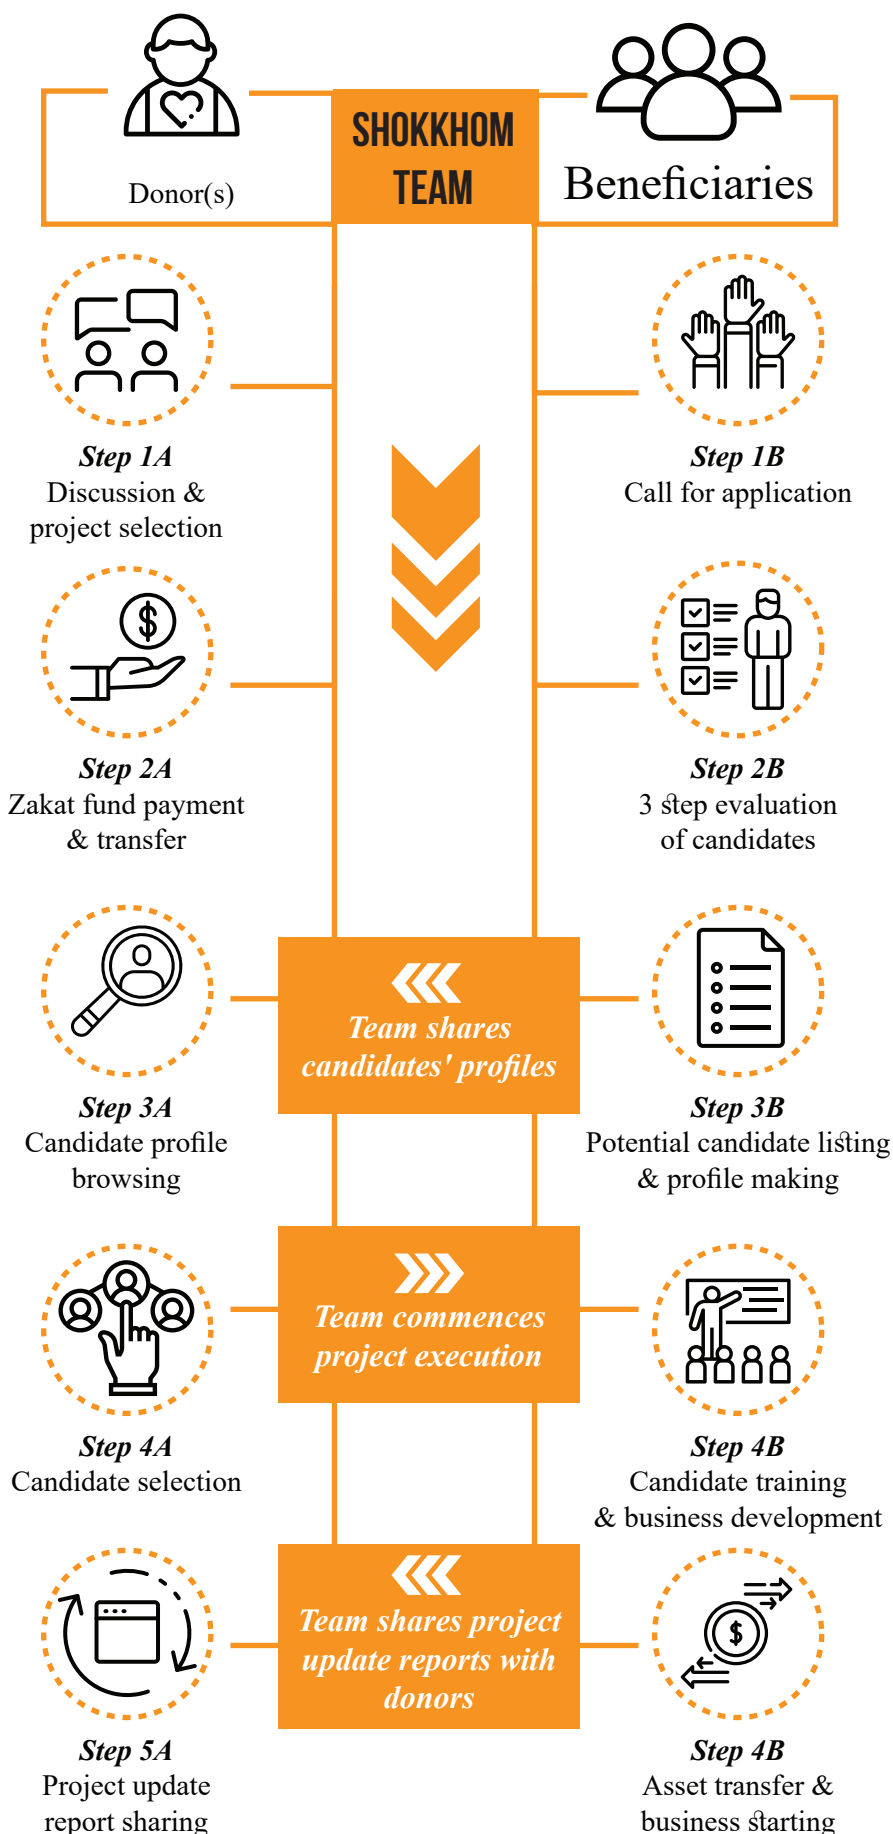 SHOKKHOM
TEAM
Donor(s)
Beneficiaries
Step 1A
Discussion &
project selection
Step 1B
Call for application
Step 2A
Zakat fund payment
& transfer
Step 2B
3 step evaluation
of candidates
Team shares
candidates' profiles
Step 3A
Candidate profile
browsing
Step 3B
Potential candidate listing
& profile making
Team commences
project execution
Step 4A
Candidate selection
Step 4B
Candidate training
& business development
Team shares project
update reports with
donors
Step 5A
Project update
report sharing
Step 4B
Asset transfer &
business starting